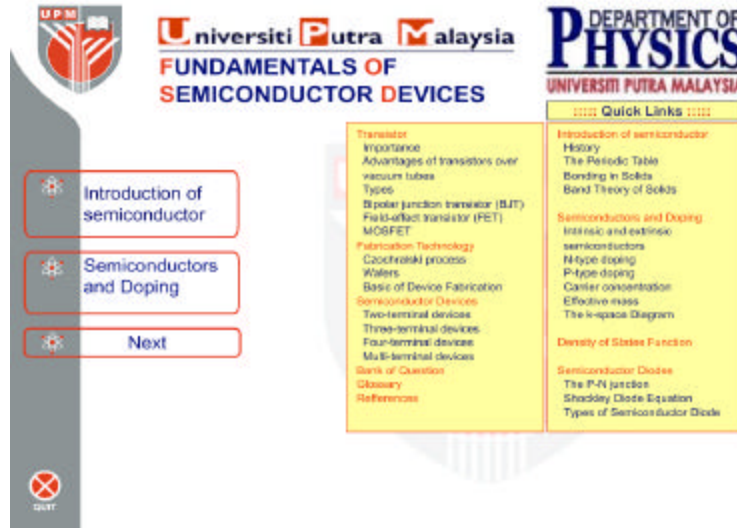 UPM
Universiti Putra Malaysia
FUNDAMENTALS OF
SEMICONDUCTOR DEVICES
DEPARTMENT OF
PHYSICS
UNIVERSITI PUTRA MALAYSIA
::::: Quick Links :::::
Introduction of
semiconductor
Semiconductors
and Doping
Next
QUIT
Transistor
Importance
Advantages of transistors over
vacuum tubes
Types
Bipolar junction transistor (BJT)
Field-effect transistor (FET)
MOSFET
Fabrication Technology
Czochralski process
Wafers
Basic of Device Fabrication
Semiconductor Devices
Two-terminal devices
Three-terminal devices
Four-terminal devices
Multi-terminal devices
Bank of Question
Glossary
Refferences
Introduction of semiconductor
History
The Periodic Table
Bonding in Solids
Band Theory of Solids
Semiconductors and Doping
Intrinsic and extrinsic
semiconductors
N-type doping
P-type doping
Carrier concentration
Effective mass
The k-space Diagram
Density of States Function
Semiconductor Diodes
The P-N junction
Shockley Diode Equation
Types of Semiconductor Diode